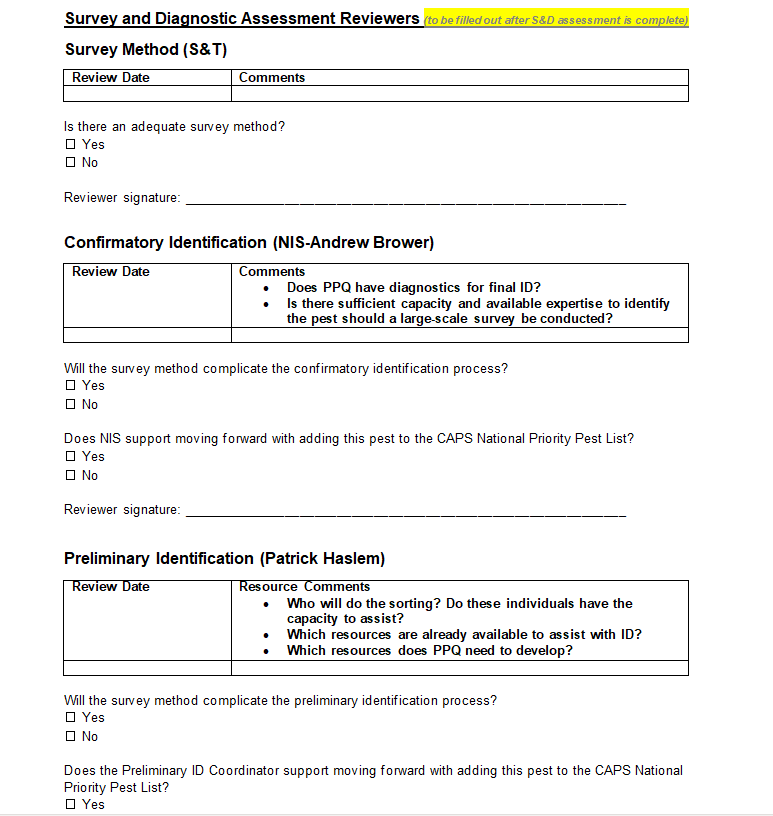 Survey and Diagnostic Assessment Reviewers (to be filled out after S&D assessment is complete)
Survey Method (S&T)
Review Date Comments
Is there an adequate survey method?
☐ Yes
☐ No
Reviewer signature: ____________________________________________________________
Confirmatory Identification (NIS-Andrew Brower)
Review Date Comments
• Does PPQ have diagnostics for final ID?
• Is there sufficient capacity and available expertise to identify
the pest should a large-scale survey be conducted?
Will the survey method complicate the confirmatory identification process?
☐ Yes
☐ No
Does NIS support moving forward with adding this pest to the CAPS National Priority Pest List?
☐ Yes
☐ No
Reviewer signature: ____________________________________________________________
Preliminary Identification (Patrick Haslem)
Review Date Resource Comments
• Who will do the sorting? Do these individuals have the
capacity to assist?
• Which resources are already available to assist with ID?
• Which resources does PPQ need to develop?
Will the survey method complicate the preliminary identification process?
☐ Yes
☐ No
Does the Preliminary ID Coordinator support moving forward with adding this pest to the CAPS National
Priority Pest List?
☐ Yes